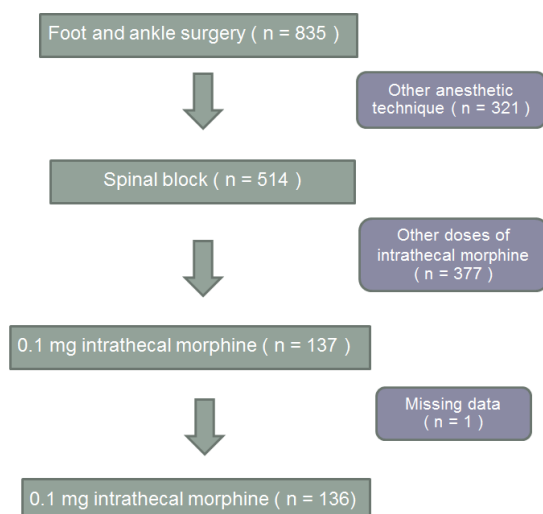 Foot and ankle surgery ( n = 835 )
Other anesthetic
technique ( n = 321 )
Spinal block ( n = 514 )
Other doses of
intrathecal morphine
( n = 377 )
0.1 mg intrathecal morphine ( n = 137 )
Missing data
( n = 1 )
0.1 mg intrathecal morphine ( n = 136)